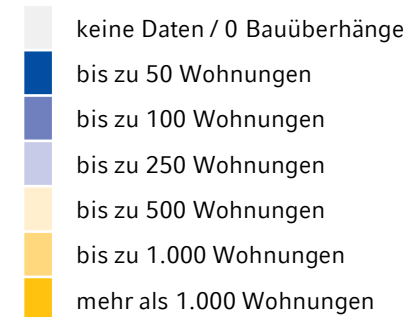 keine Daten / 0 Bauüberhänge
bis zu 50 Wohnungen
bis zu 100 Wohnungen
bis zu 250 Wohnungen
bis zu 500 Wohnungen
bis zu 1.000 Wohnungen
mehr als 1.000 Wohnungen